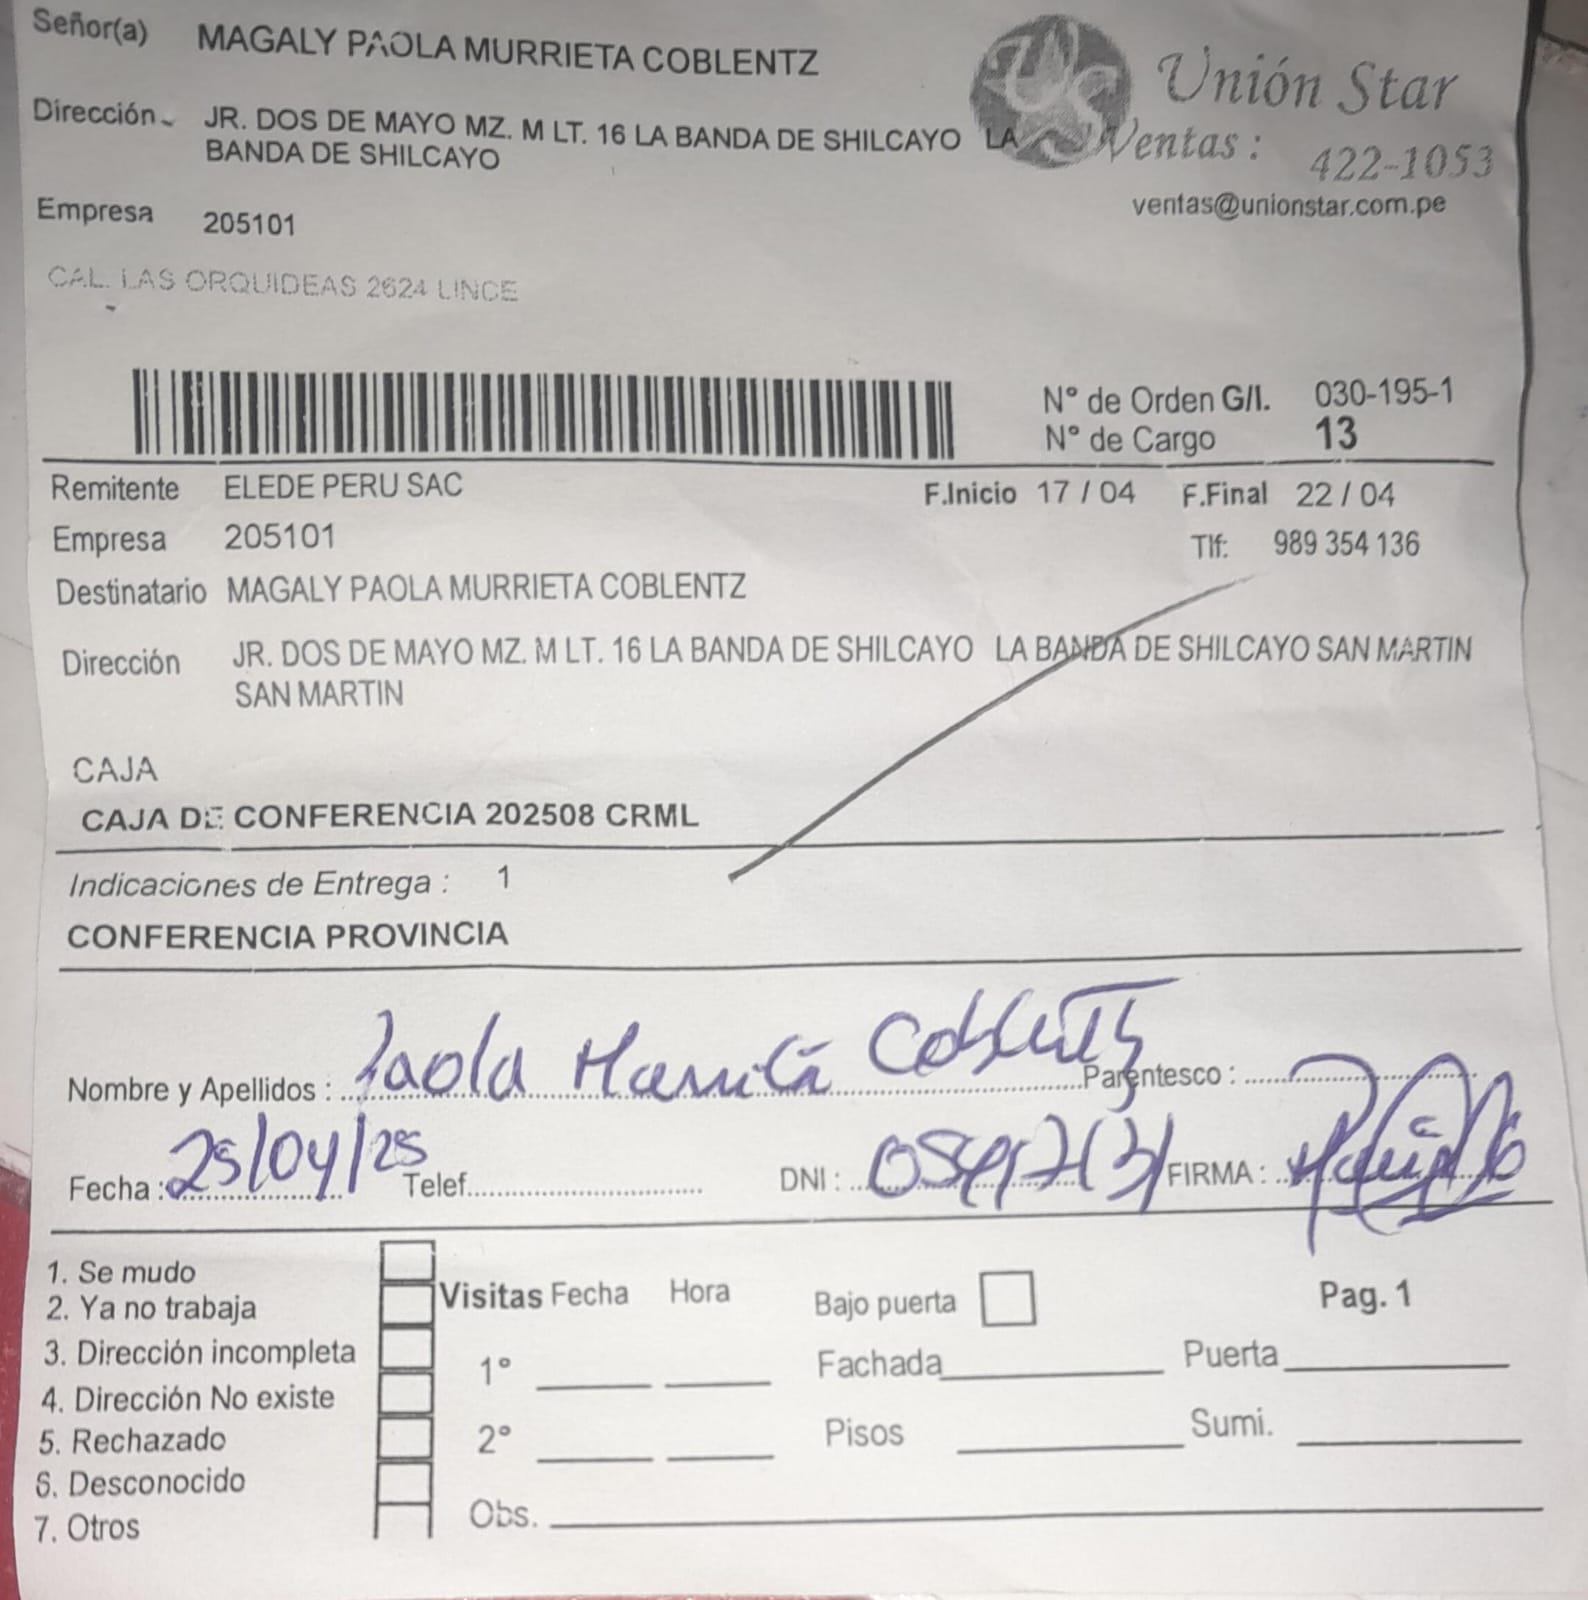 Señor(a) MAGALY PAOLA MURRIETA COBLENTZ
Unión Star
Dirección JR. DOS DE MAYO MZ. M LT. 16 LA BANDA DE SHILCAYO LA
BANDA DE SHILCAYO
Ventas : 422-1053
ventas@unionstar.com.pe
Empresa 205101
CAL. LAS ORQUIDEAS 2624 LINCE
N° de Orden G/I. 030-195-1
N° de Cargo 13
Remitente ELEDE PERU SAC F.Inicio 17 / 04 F.Final 22 / 04
Empresa 205101 Tlf: 989 354 136
Destinatario MAGALY PAOLA MURRIETA COBLENTZ
Dirección JR. DOS DE MAYO MZ. M LT. 16 LA BANDA DE SHILCAYO LA BANDA DE SHILCAYO SAN MARTIN
SAN MARTIN
CAJA
CAJA DE CONFERENCIA 202508 CRML
Indicaciones de Entrega : 1
CONFERENCIA PROVINCIA
Nombre y Apellidos : Paola Murrieta Coblentz Parentesco :
Fecha : 25/04/25 Telef. DNI : FIRMA :
1. Se mudo
2. Ya no trabaja
3. Dirección incompleta
4. Dirección No existe
5. Rechazado
6. Desconocido
7. Otros
Visitas Fecha Hora
1°
2°
Obs.
Bajo puerta Pag. 1
Fachada Puerta
Pisos Sumi.